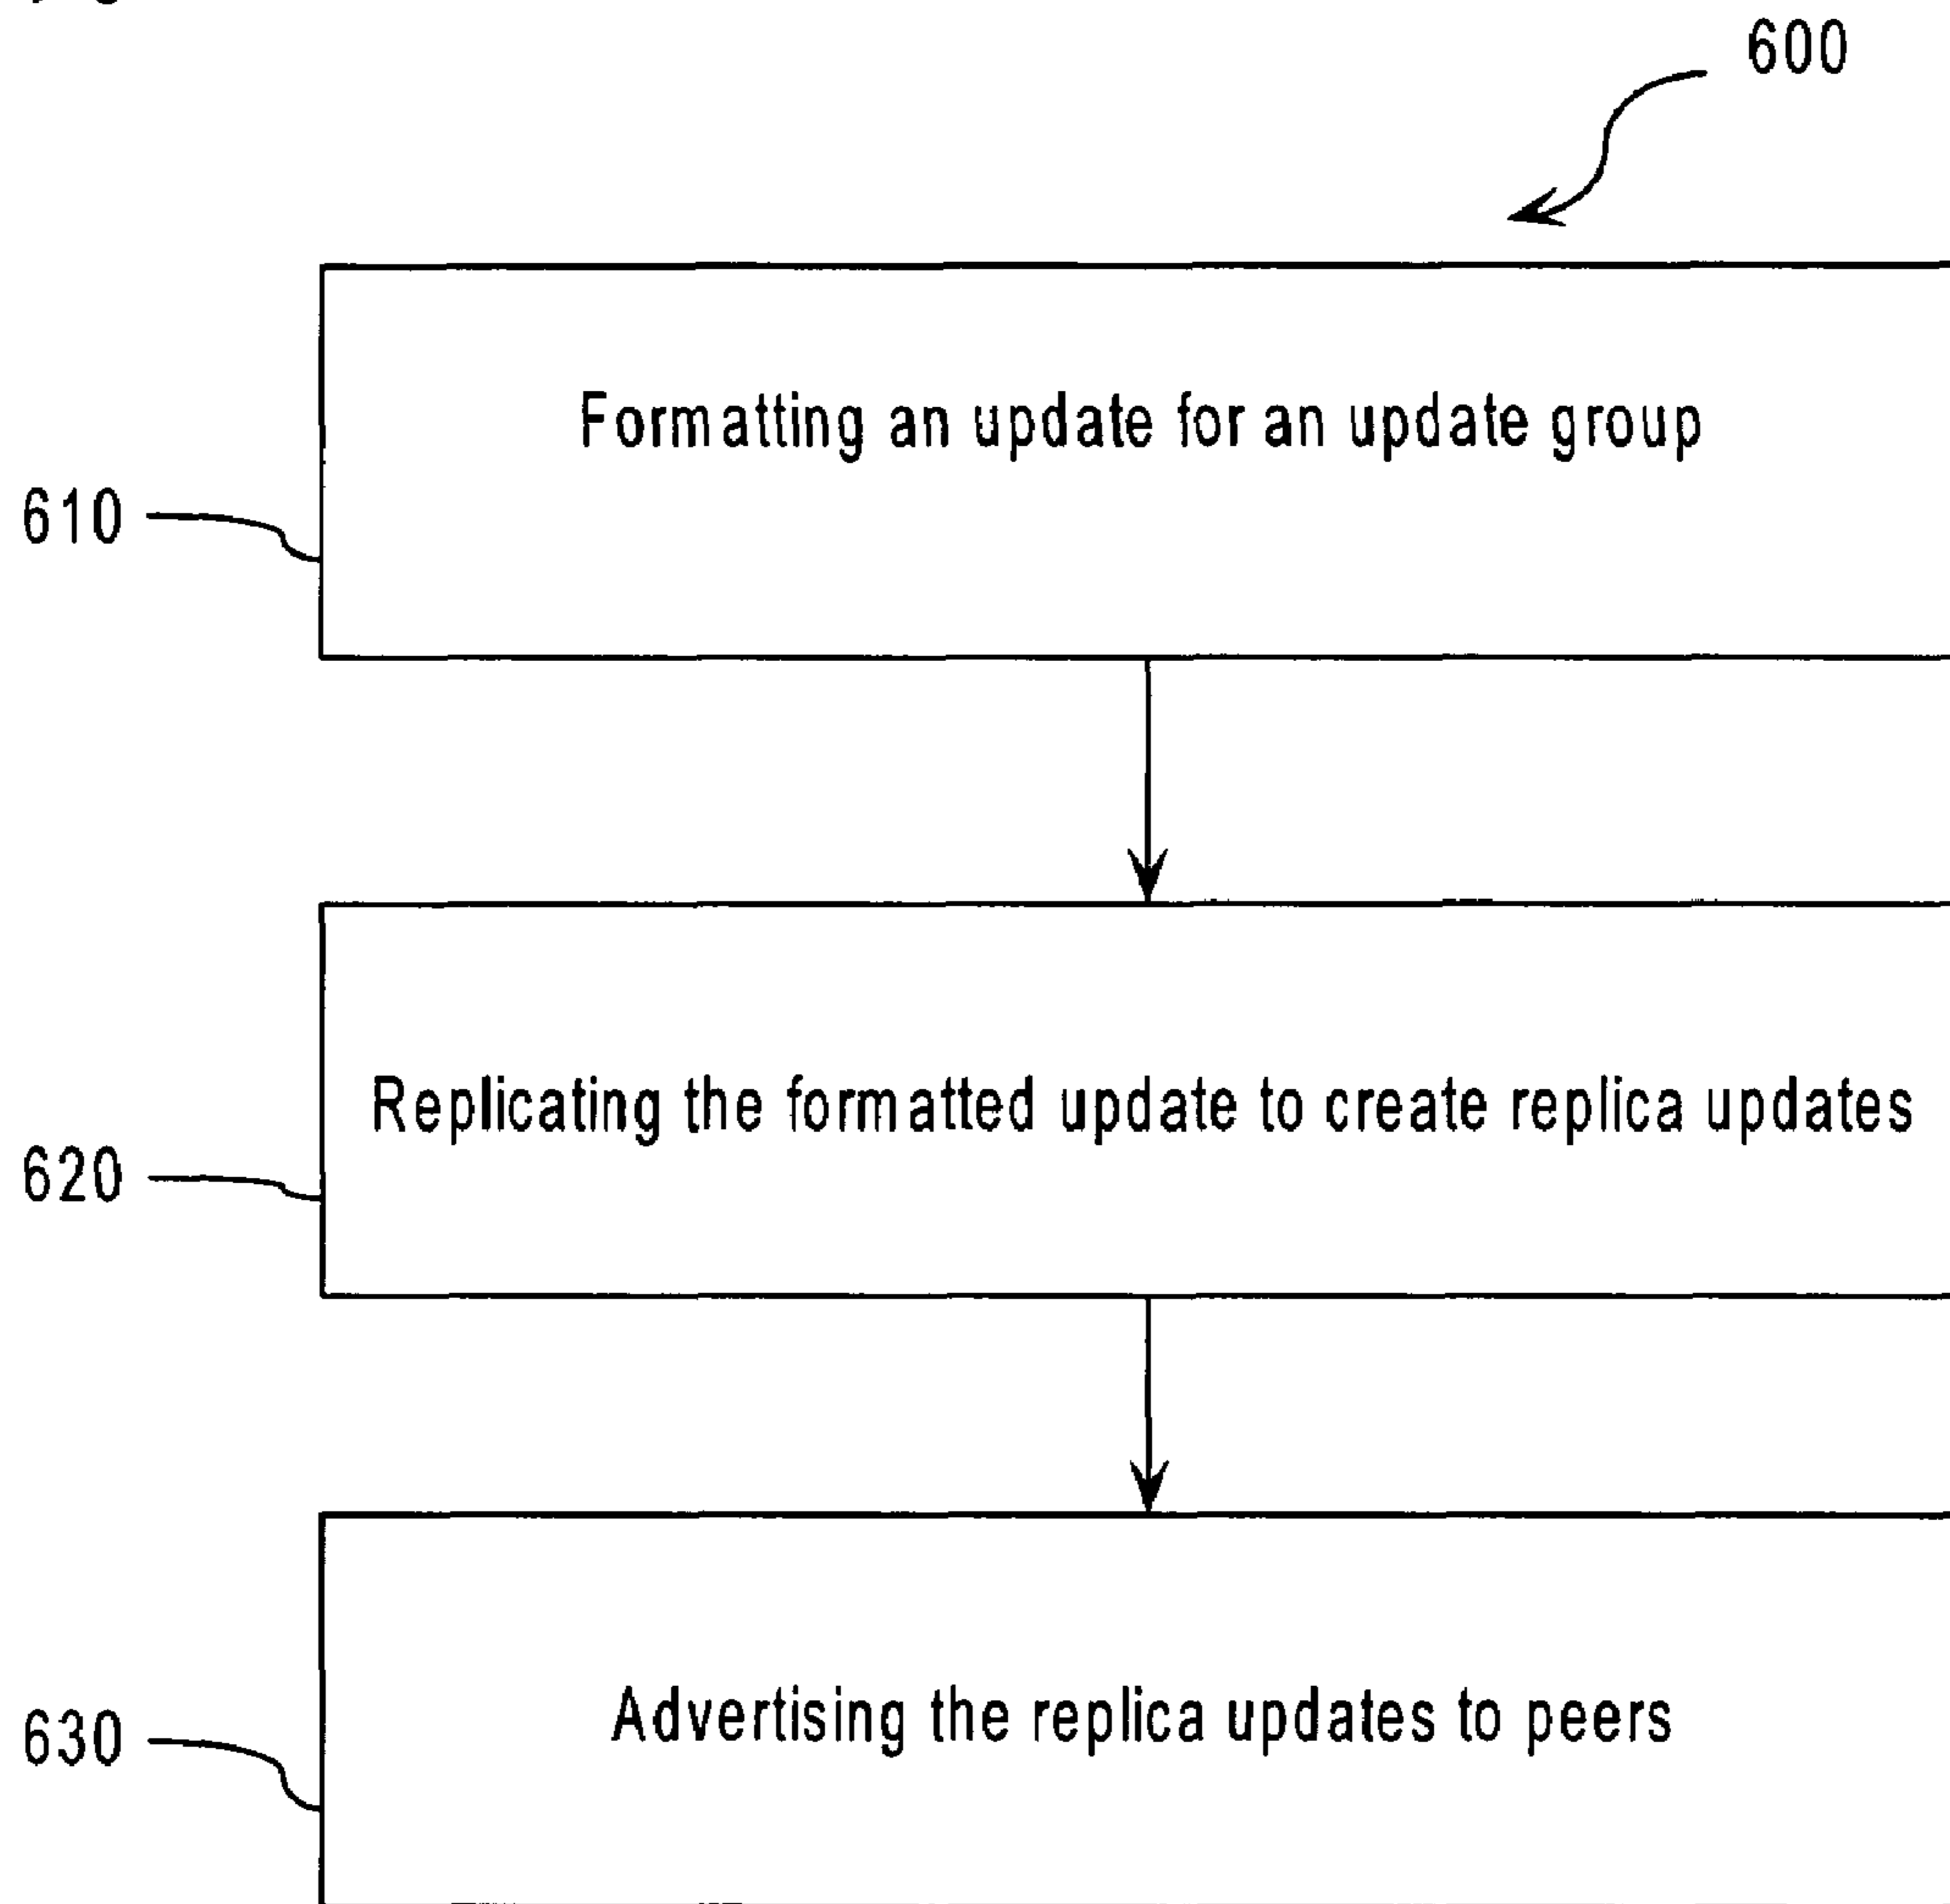 600
Formatting an update for an update group
610
Replicating the formatted update to create replica updates
620
Advertising the replica updates to peers
630